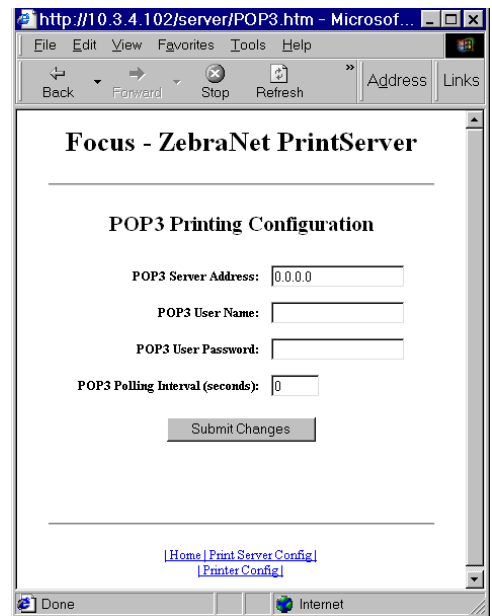 http://10.3.4.102/server/POP3.htm - Microsof...
File Edit View Favorites Tools Help
Back Forward Stop Refresh » Address Links
Focus - ZebraNet PrintServer
POP3 Printing Configuration
POP3 Server Address: 0.0.0.0
POP3 User Name:
POP3 User Password:
POP3 Polling Interval (seconds): 0
Submit Changes
| Home | Print Server Config |
| Printer Config |
Done Internet